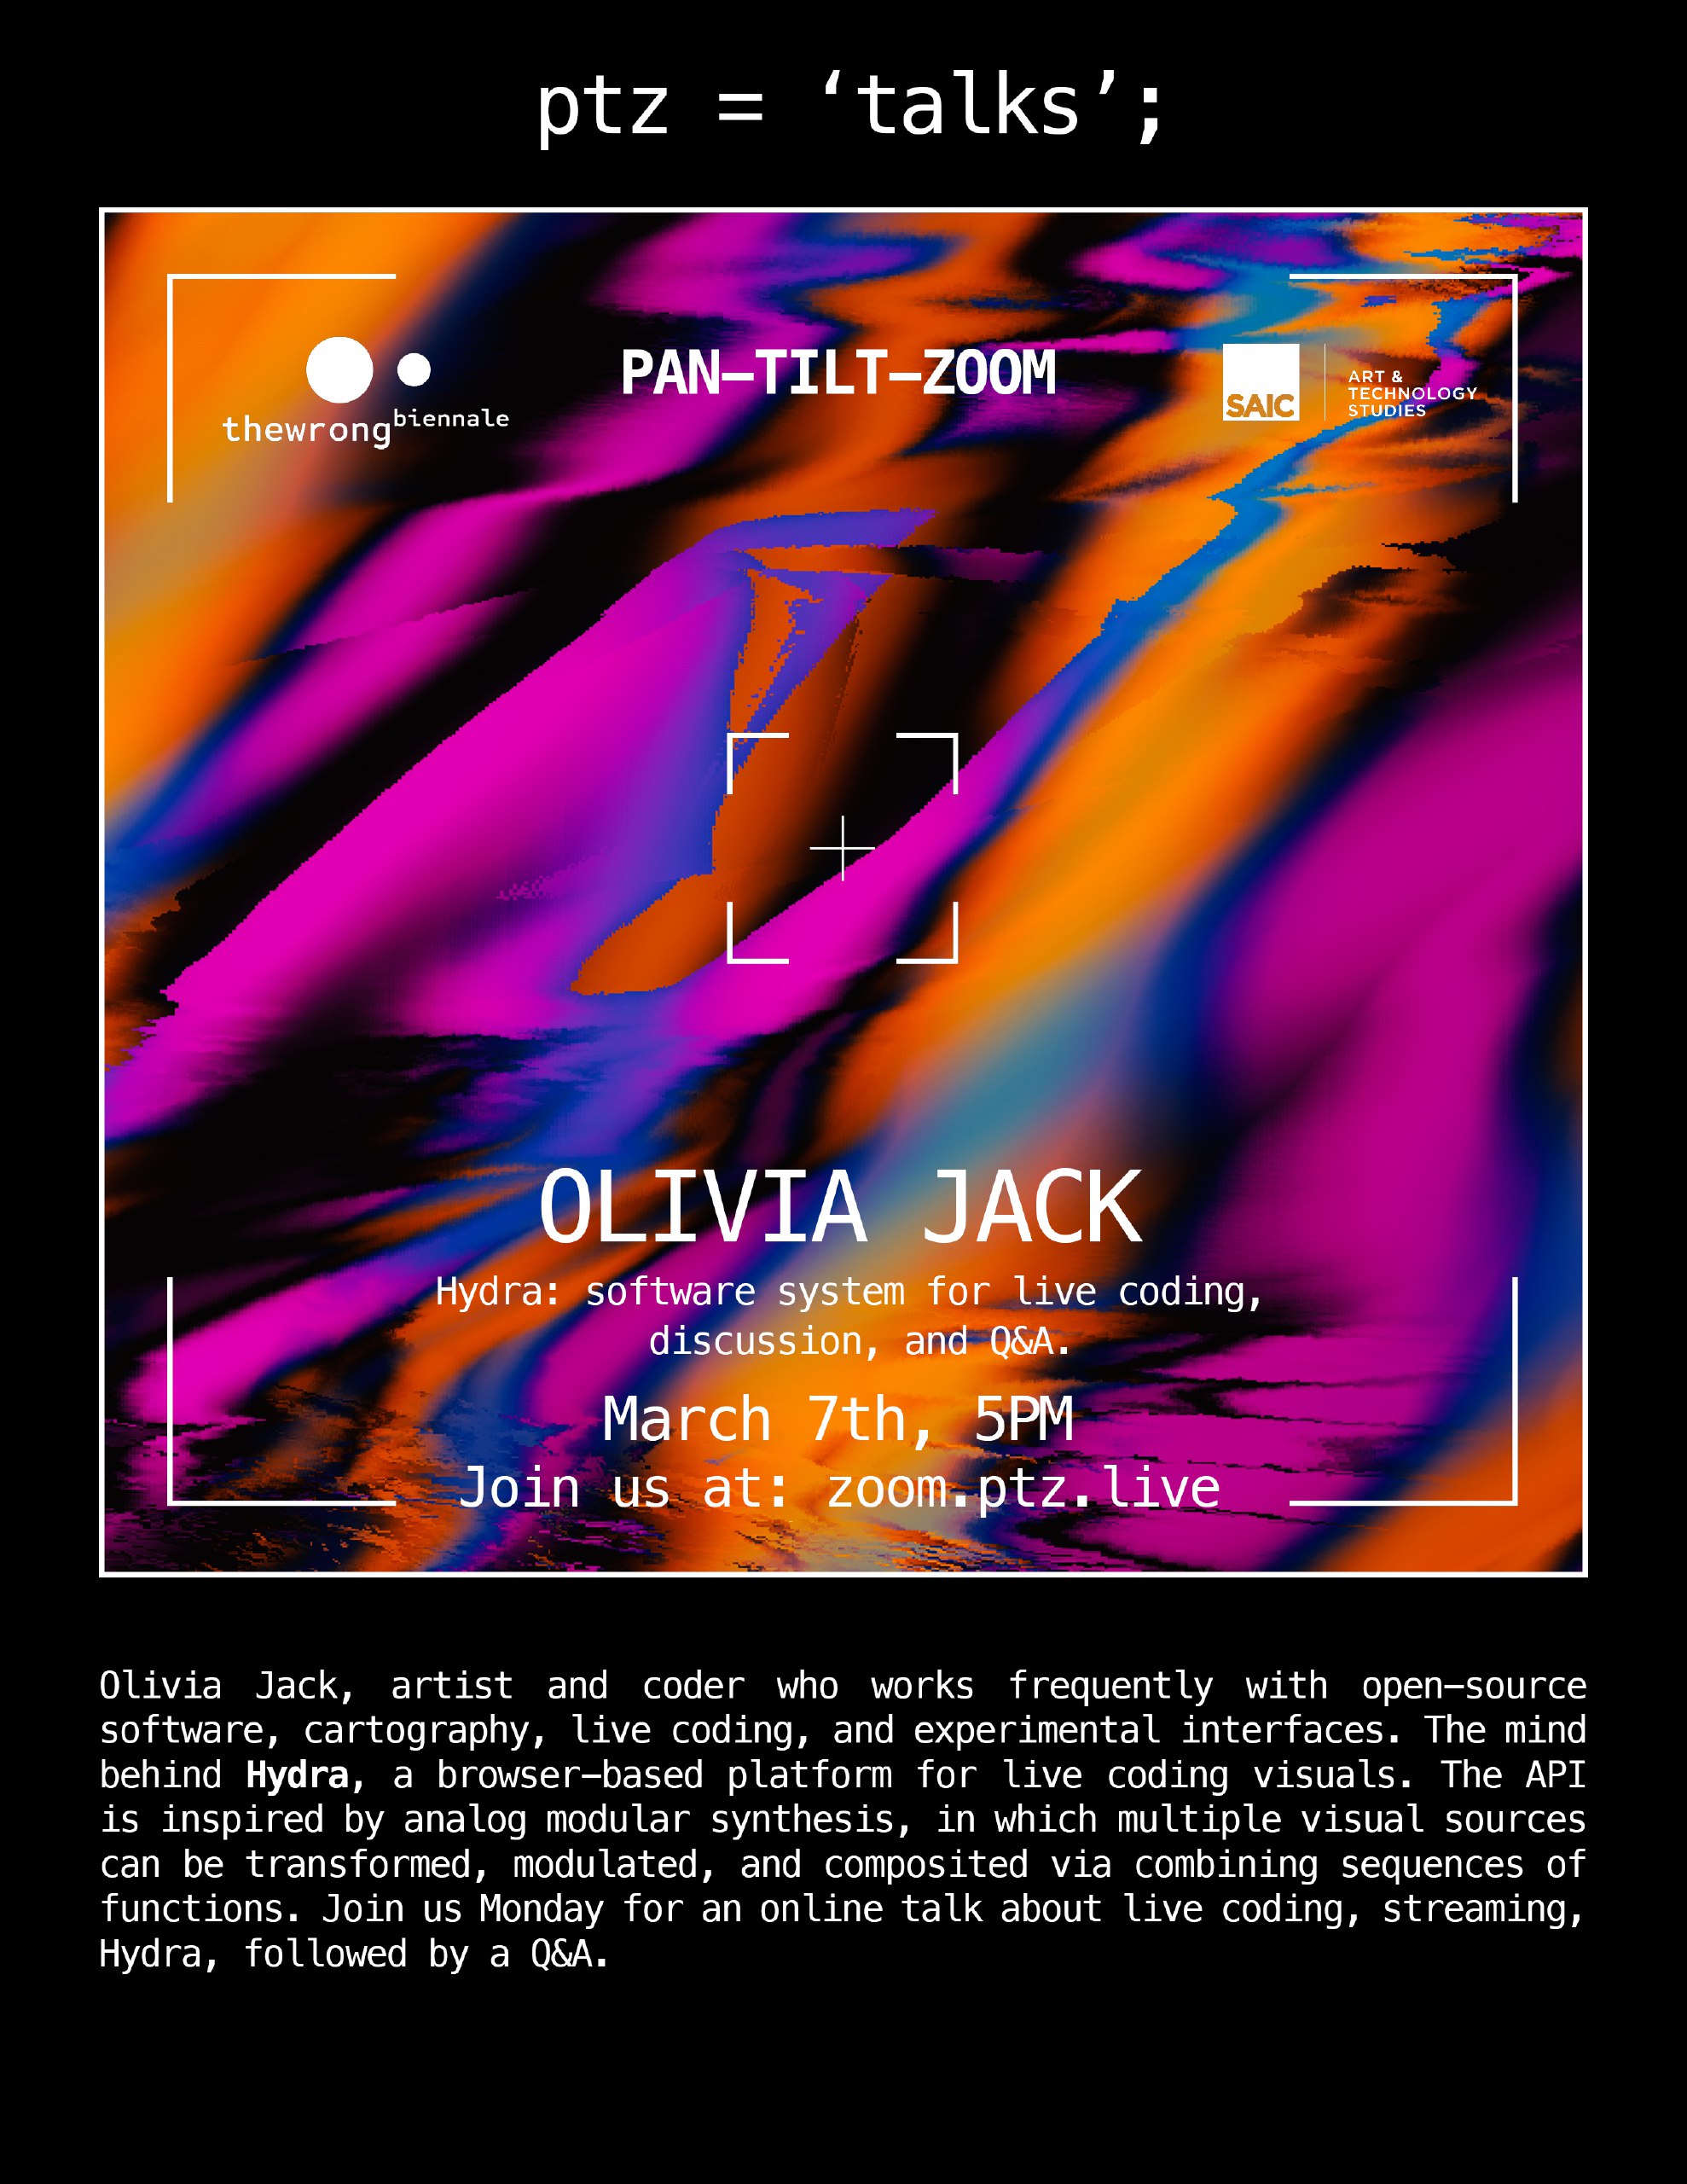 ptz = ‘talks’;
thewrongbiennale
PAN–TILT–ZOOM
SAIC
ART &
TECHNOLOGY
STUDIES
OLIVIA JACK
Hydra: software system for live coding,
discussion, and Q&A.
March 7th, 5PM
Join us at: zoom.ptz.live
Olivia Jack, artist and coder who works frequently with open–source
software, cartography, live coding, and experimental interfaces. The mind
behind Hydra, a browser–based platform for live coding visuals. The API
is inspired by analog modular synthesis, in which multiple visual sources
can be transformed, modulated, and composited via combining sequences of
functions. Join us Monday for an online talk about live coding, streaming,
Hydra, followed by a Q&A.